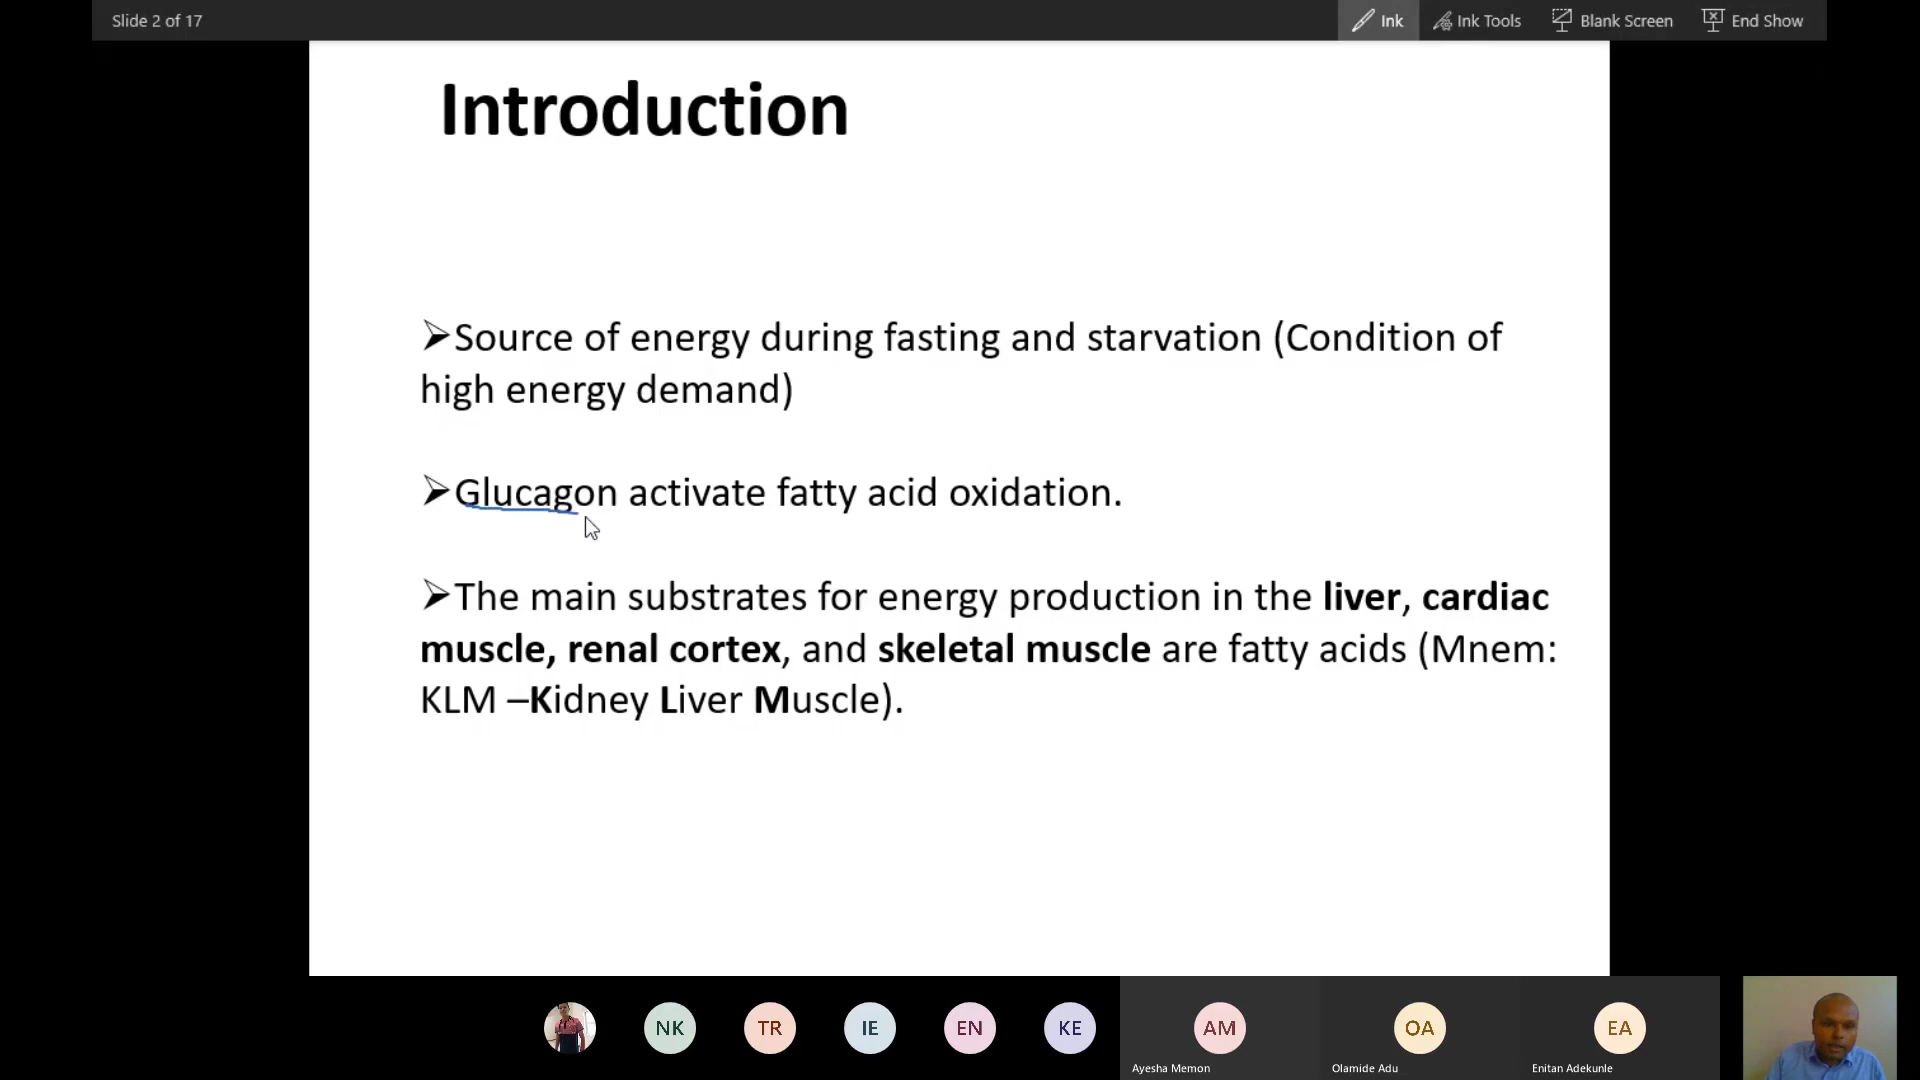 Slide 2 of 17
Ink
Ink Tools
Blank Screen
End Show
Introduction
➢Source of energy during fasting and starvation (Condition of
high energy demand)
➢Glucagon activate fatty acid oxidation.
➢The main substrates for energy production in the liver, cardiac
muscle, renal cortex, and skeletal muscle are fatty acids (Mnem:
KLM –Kidney Liver Muscle).
NK
TR
IE
EN
KE
AM
OA
EA
Ayesha Memon
Olamide Adu
Enitan Adekunle